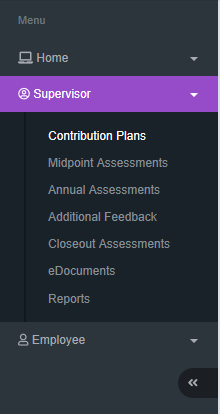 Menu
Home
Supervisor
Contribution Plans
Midpoint Assessments
Annual Assessments
Additional Feedback
Closeout Assessments
eDocuments
Reports
Employee